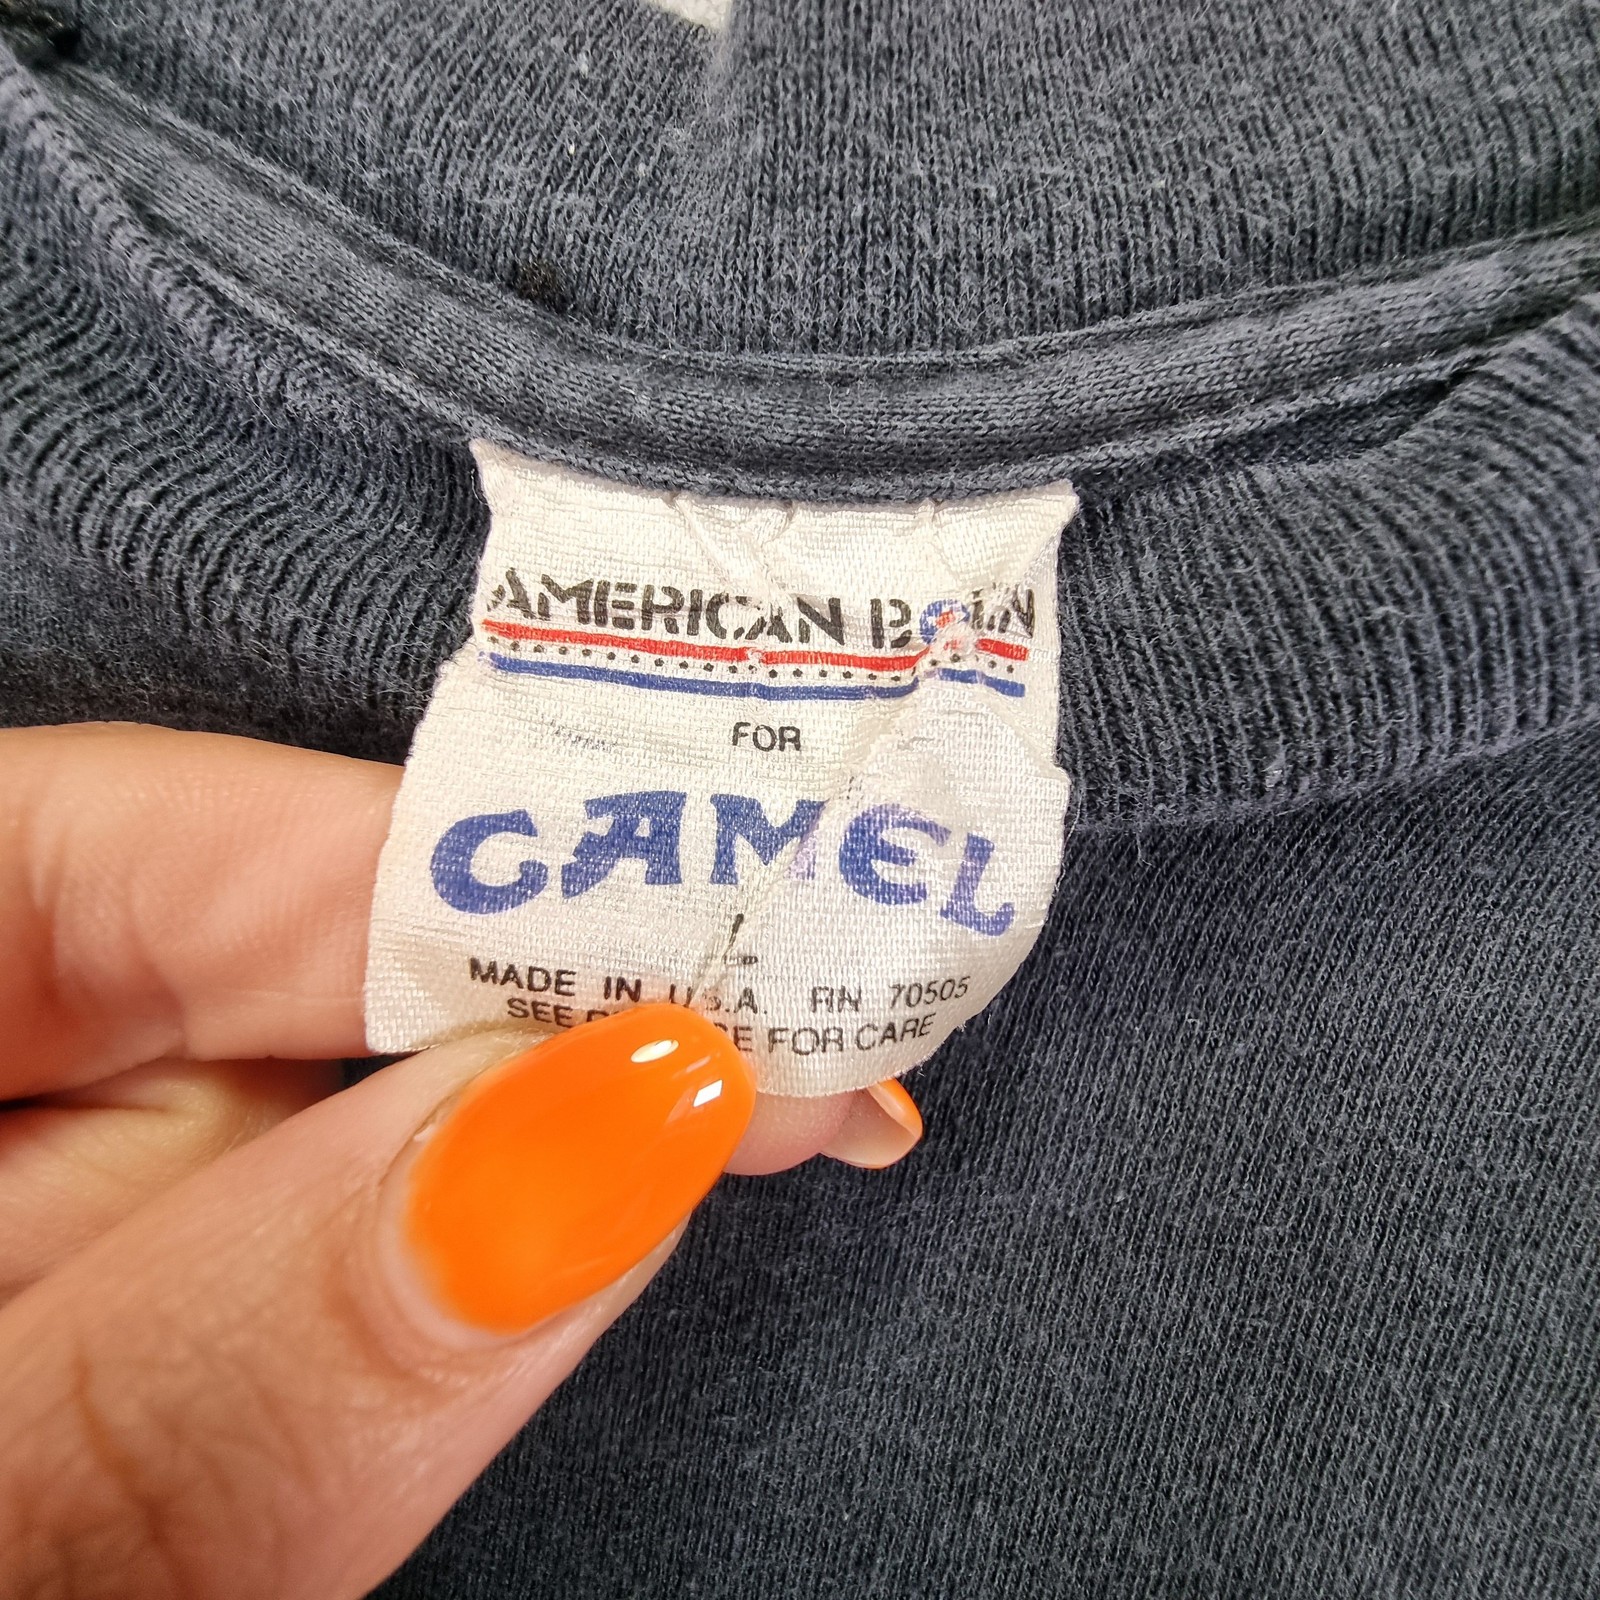 AMERICAN
FOR
CAMEL
L
MADE IN U.S.A. RN 70505
SEE FOR CARE